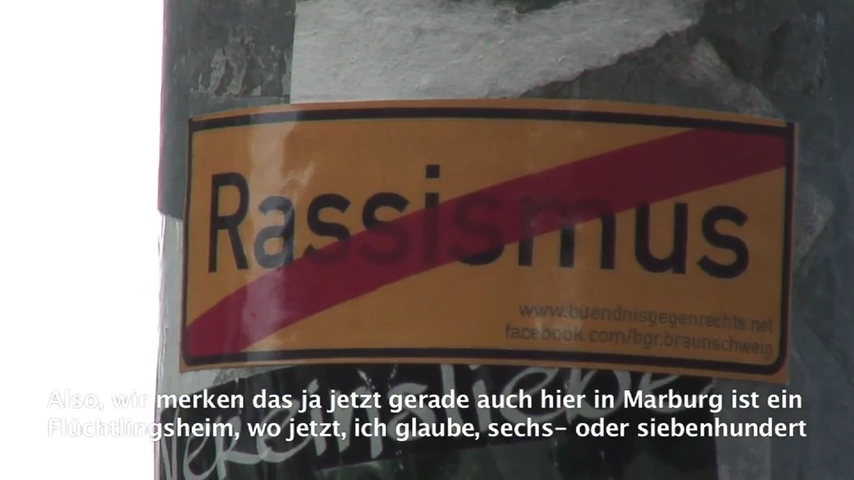 Rassismus
www.buendnisgegenrechts.net
facebook.com/bgr.braunschweig
Also, wir merken das ja jetzt gerade auch hier in Marburg ist ein
Flüchtlingsheim, wo jetzt, ich glaube, sechs- oder siebenhundert